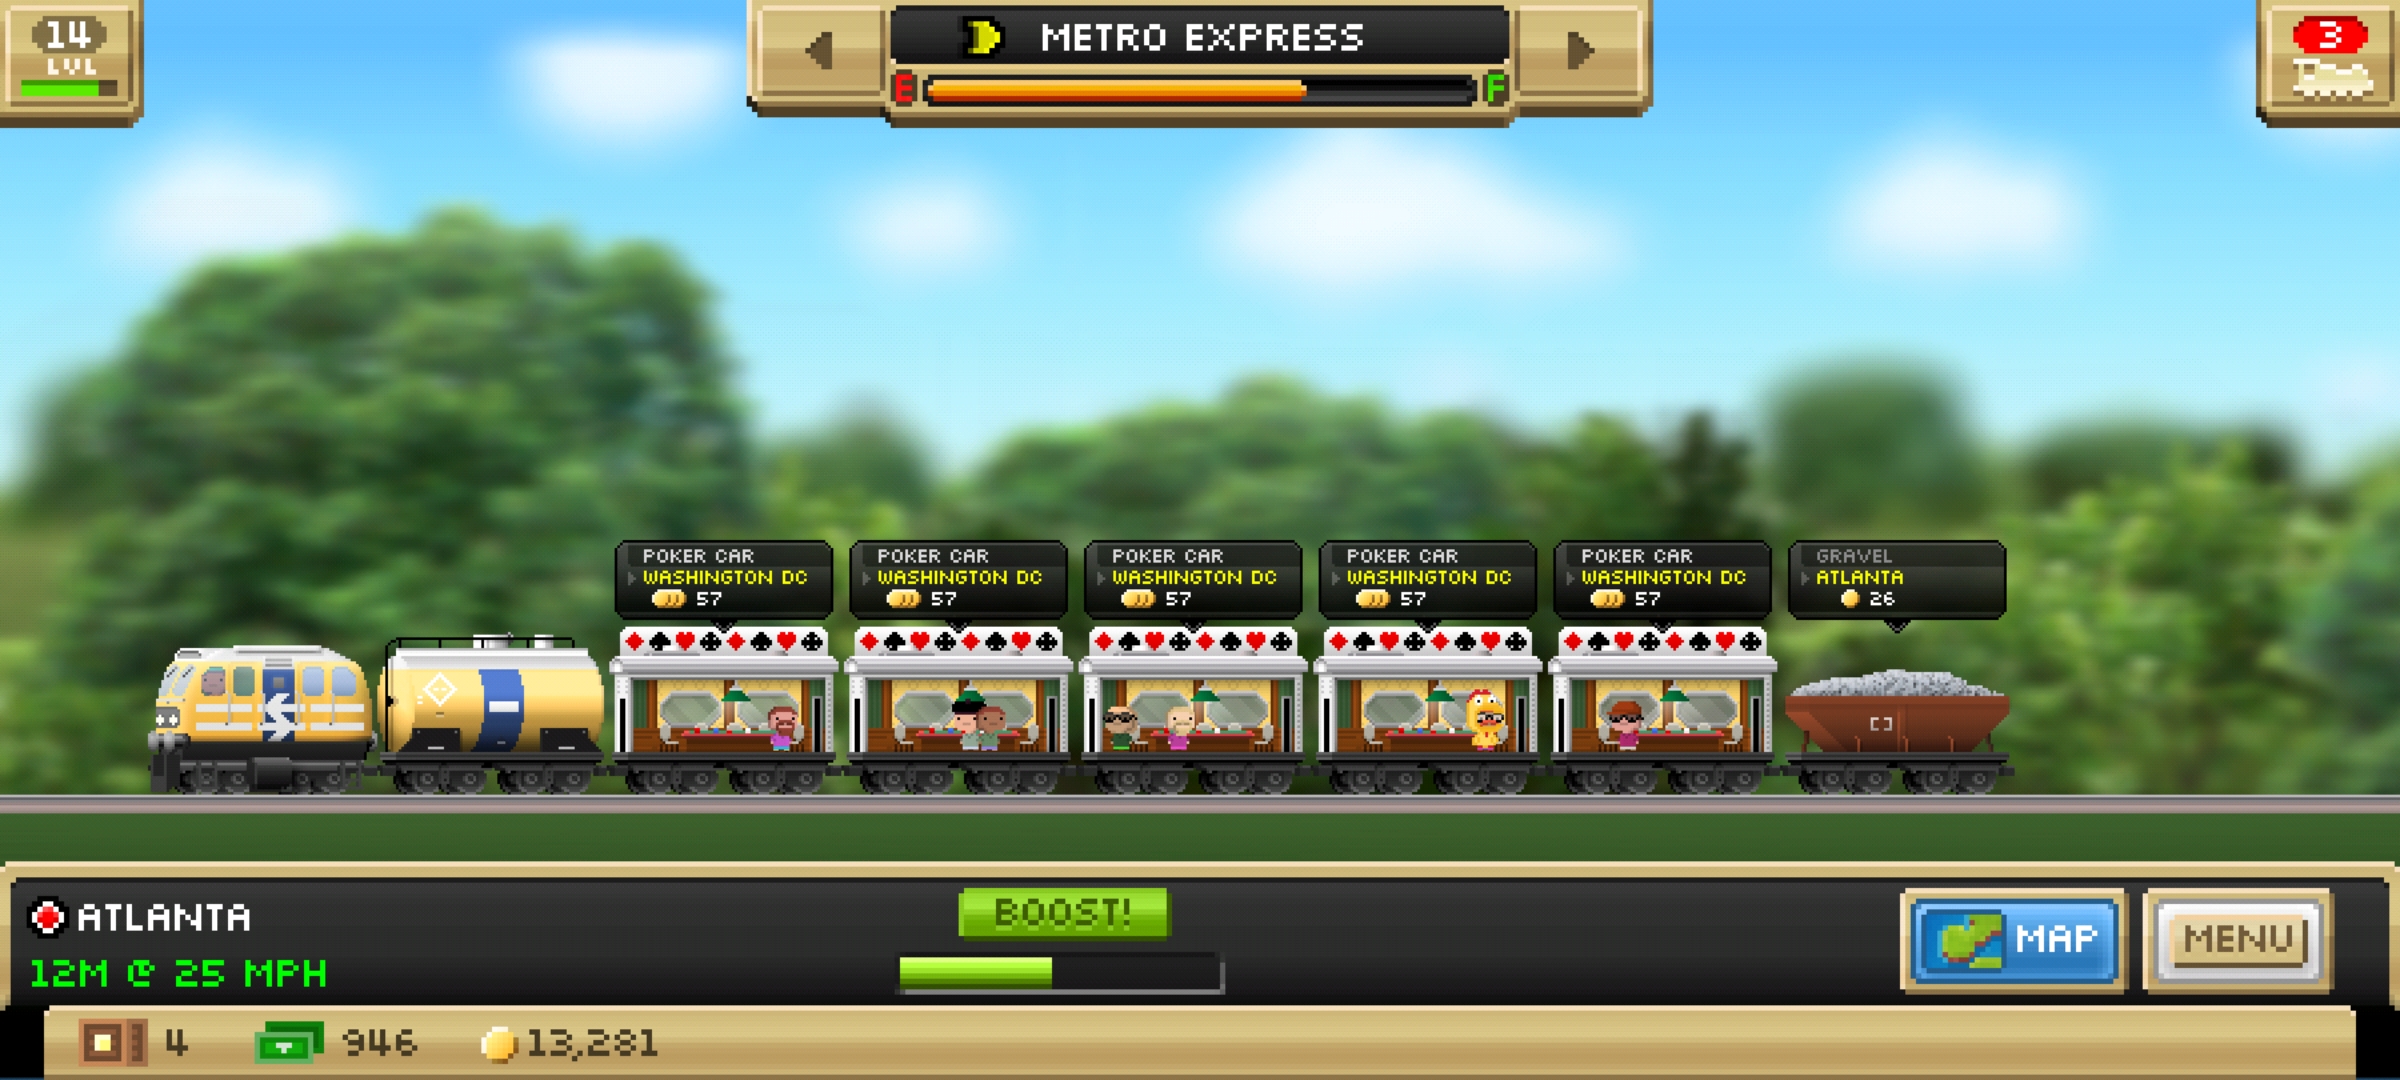 14
LVL
METRO EXPRESS
E F
3
POKER CAR
WASHINGTON DC
57
POKER CAR
WASHINGTON DC
57
POKER CAR
WASHINGTON DC
57
POKER CAR
WASHINGTON DC
57
POKER CAR
WASHINGTON DC
57
GRAVEL
ATLANTA
26
ATLANTA
12M @ 25 MPH
BOOST!
MAP
MENU
4 946 13,281